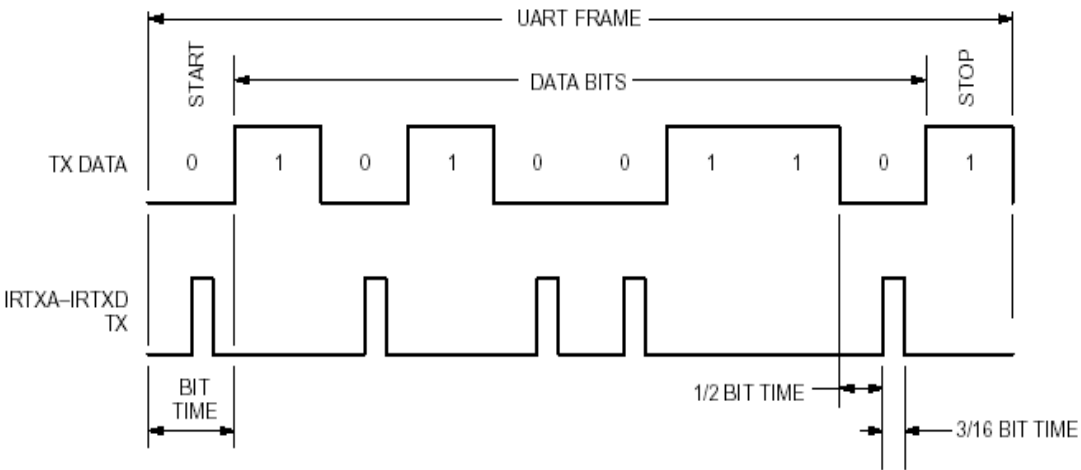 UART FRAME
START
DATA BITS
STOP
TX DATA
0 1 0 1 0 0 1 1 0 1
IRTXA–IRTXD
TX
BIT
TIME
1/2 BIT TIME
3/16 BIT TIME